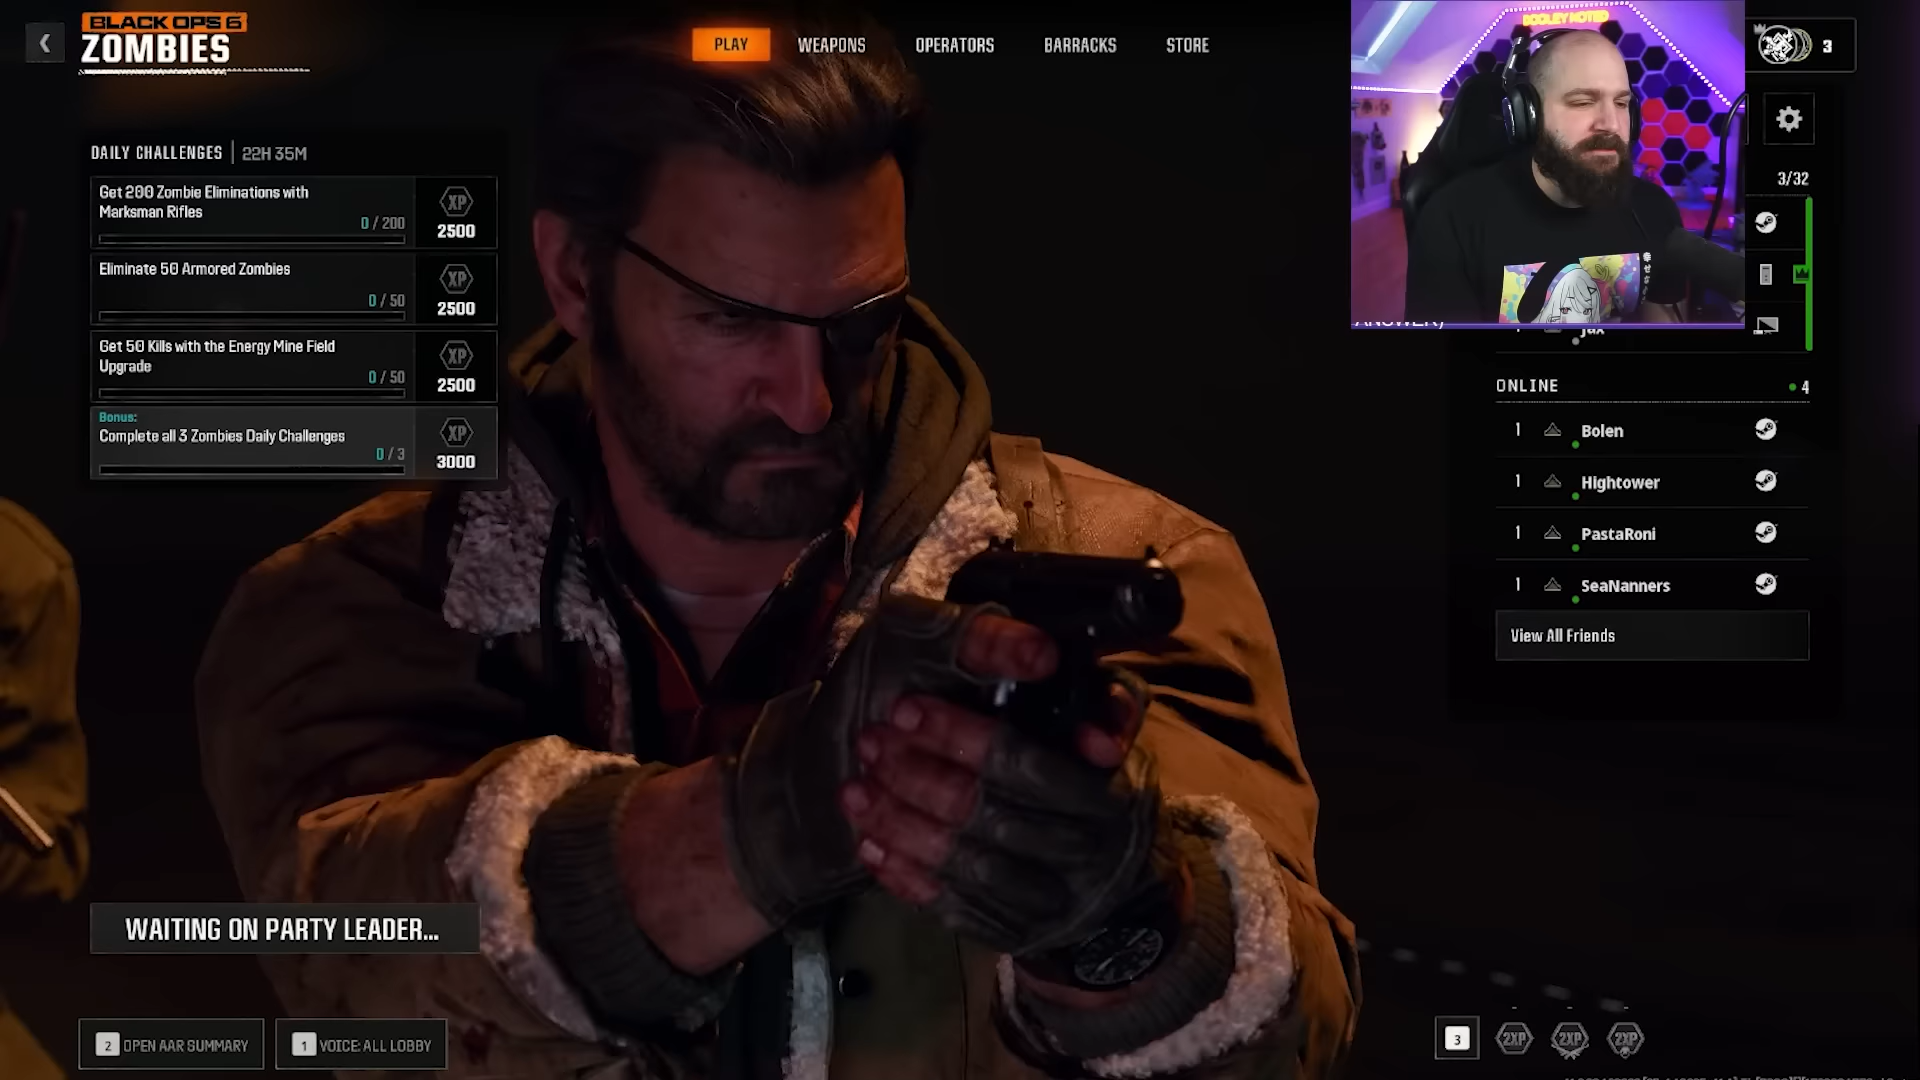 BLACK OPS 6
ZOMBIES
PLAY
WEAPONS
OPERATORS
BARRACKS
STORE
3
DAILY CHALLENGES | 22H 35M
Get 200 Zombie Eliminations with
Marksman Rifles
0 / 200
XP
2500
Eliminate 50 Armored Zombies
0 / 50
XP
2500
Get 50 Kills with the Energy Mine Field
Upgrade
0 / 50
XP
2500
Bonus:
Complete all 3 Zombies Daily Challenges
0 / 3
XP
3000
3/32
jax
ONLINE
4
1 Bolen
1 Hightower
1 PastaRoni
1 SeaNanners
View All Friends
WAITING ON PARTY LEADER...
2 OPEN AAR SUMMARY
1 VOICE: ALL LOBBY
3
2XP
2XP
2XP